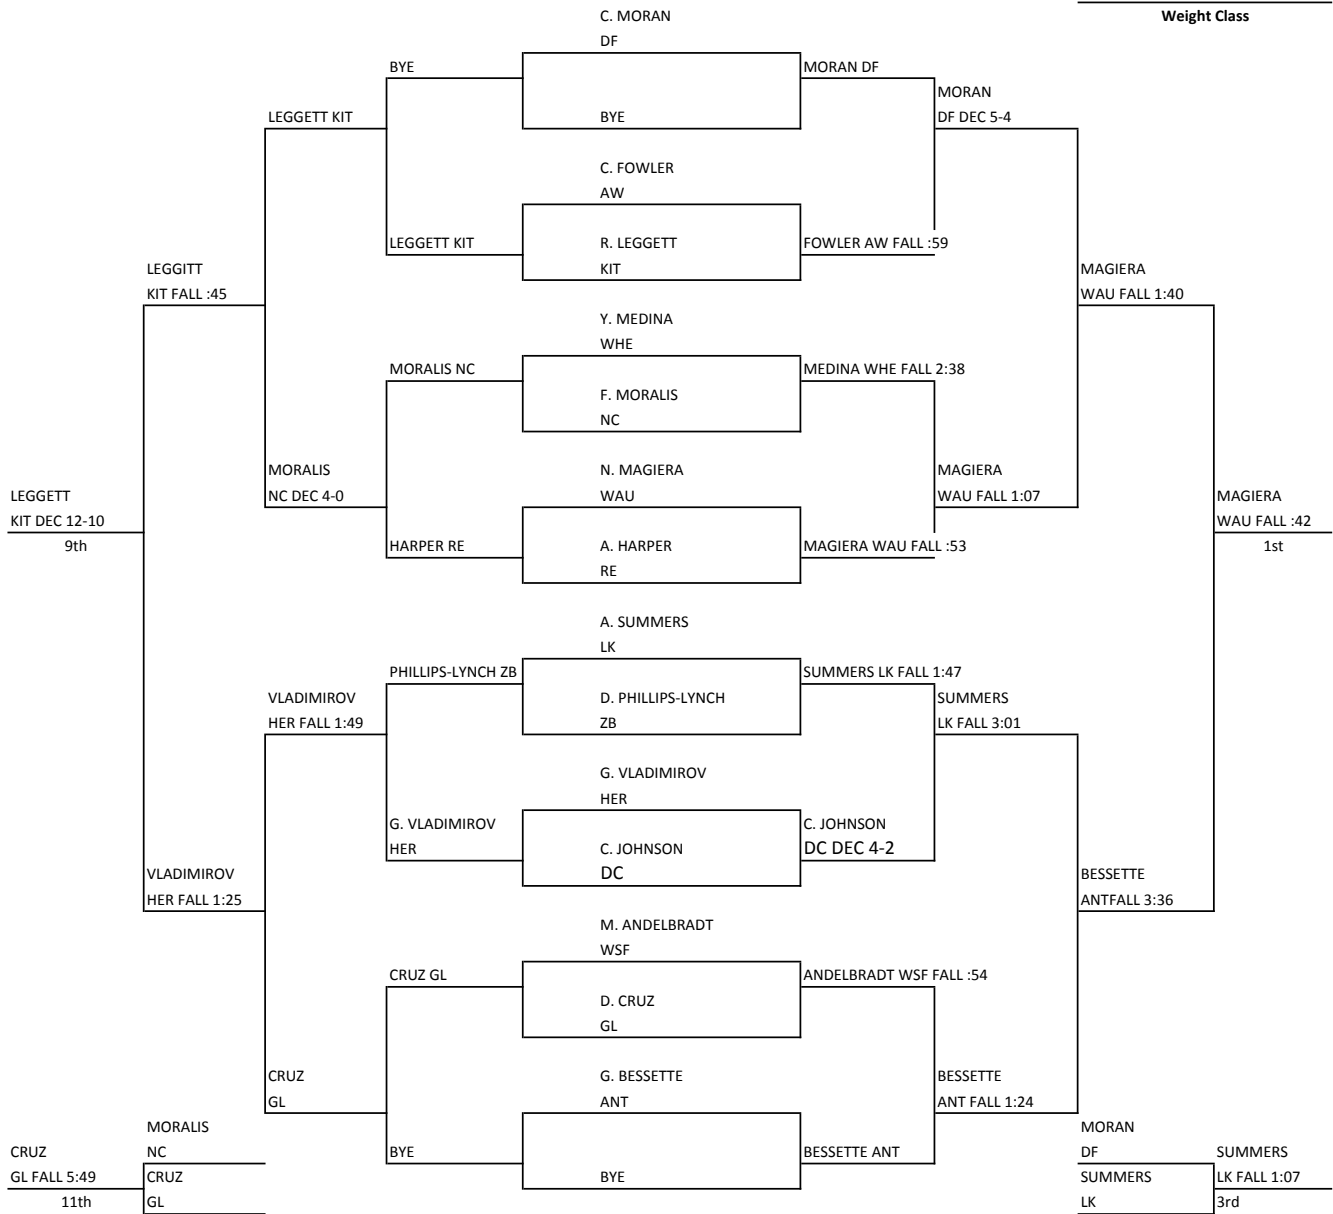 Weight Class
C. MORAN
DF
BYE
MORAN DF
MORAN
LEGGETT KIT
BYE
DF DEC 5-4
C. FOWLER
AW
LEGGETT KIT
R. LEGGETT
FOWLER AW FALL :59
LEGGITT
KIT
MAGIERA
KIT FALL :45
WAU FALL 1:40
Y. MEDINA
WHE
MORALIS NC
MEDINA WHE FALL 2:38
F. MORALIS
NC
MORALIS
N. MAGIERA
MAGIERA
LEGGETT
NC DEC 4-0
WAU
WAU FALL 1:07
MAGIERA
KIT DEC 12-10
WAU FALL :42
9th
HARPER RE
A. HARPER
MAGIERA WAU FALL :53
1st
RE
A. SUMMERS
LK
PHILLIPS-LYNCH ZB
SUMMERS LK FALL 1:47
VLADIMIROV
D. PHILLIPS-LYNCH
SUMMERS
HER FALL 1:49
ZB
LK FALL 3:01
G. VLADIMIROV
HER
G. VLADIMIROV
C. JOHNSON
HER
C. JOHNSON
DC DEC 4-2
VLADIMIROV
DC
BESSETTE
HER FALL 1:25
ANTFALL 3:36
M. ANDELBRADT
WSF
CRUZ GL
ANDELBRADT WSF FALL :54
D. CRUZ
GL
CRUZ
G. BESSETTE
BESSETTE
GL
ANT
ANT FALL 1:24
MORALIS
MORAN
CRUZ
NC
BYE
BESSETTE ANT
DF
SUMMERS
GL FALL 5:49
CRUZ
BYE
SUMMERS
LK FALL 1:07
11th
GL
LK
3rd